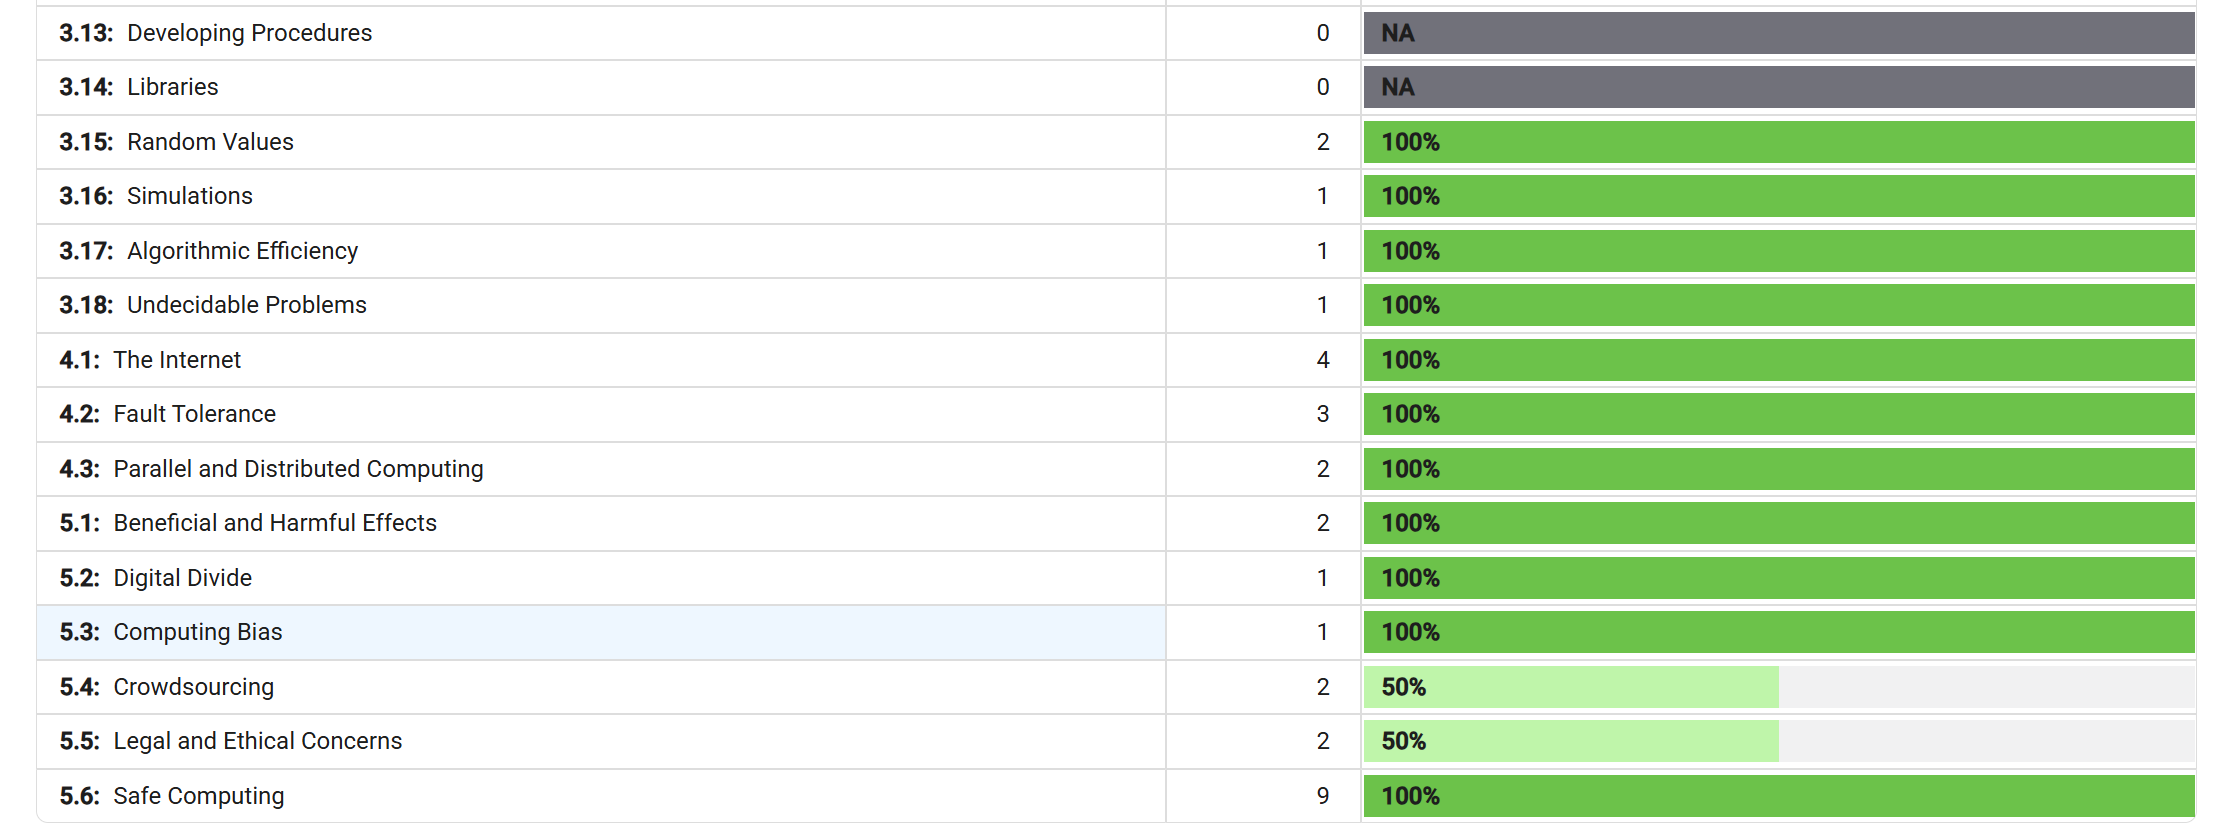 3.13: Developing Procedures 0 NA
3.14: Libraries 0 NA
3.15: Random Values 2 100%
3.16: Simulations 1 100%
3.17: Algorithmic Efficiency 1 100%
3.18: Undecidable Problems 1 100%
4.1: The Internet 4 100%
4.2: Fault Tolerance 3 100%
4.3: Parallel and Distributed Computing 2 100%
5.1: Beneficial and Harmful Effects 2 100%
5.2: Digital Divide 1 100%
5.3: Computing Bias 1 100%
5.4: Crowdsourcing 2 50%
5.5: Legal and Ethical Concerns 2 50%
5.6: Safe Computing 9 100%